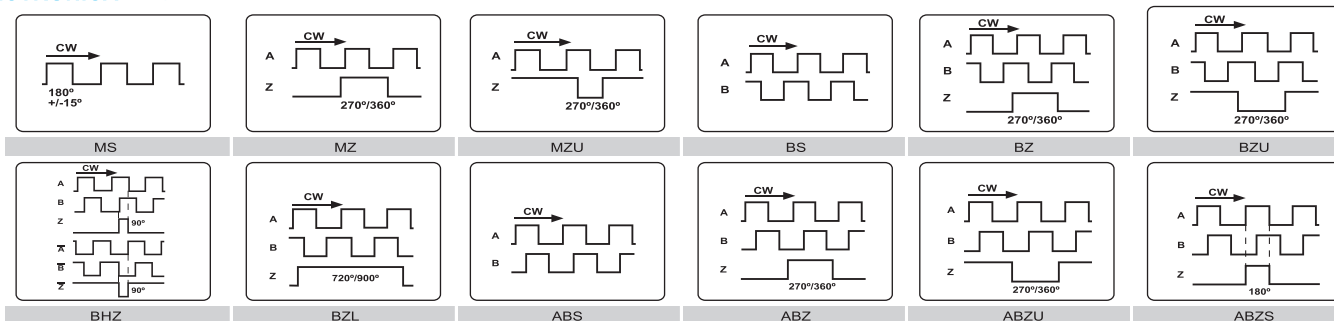 CW
180º
+/-15º
MS
CW
A
Z
270º/360º
MZ
CW
A
Z
270º/360º
MZU
CW
A
B
BS
CW
A
B
Z
270º/360º
BZ
CW
A
B
Z
270º/360º
BZU
CW
A
B
Z
90º
A̅
B̅
Z̅
90º
BHZ
CW
A
B
Z
720º/900º
BZL
CW
A
B
ABS
CW
A
B
Z
270º/360º
ABZ
CW
A
B
Z
270º/360º
ABZU
CW
A
B
Z
180º
ABZS